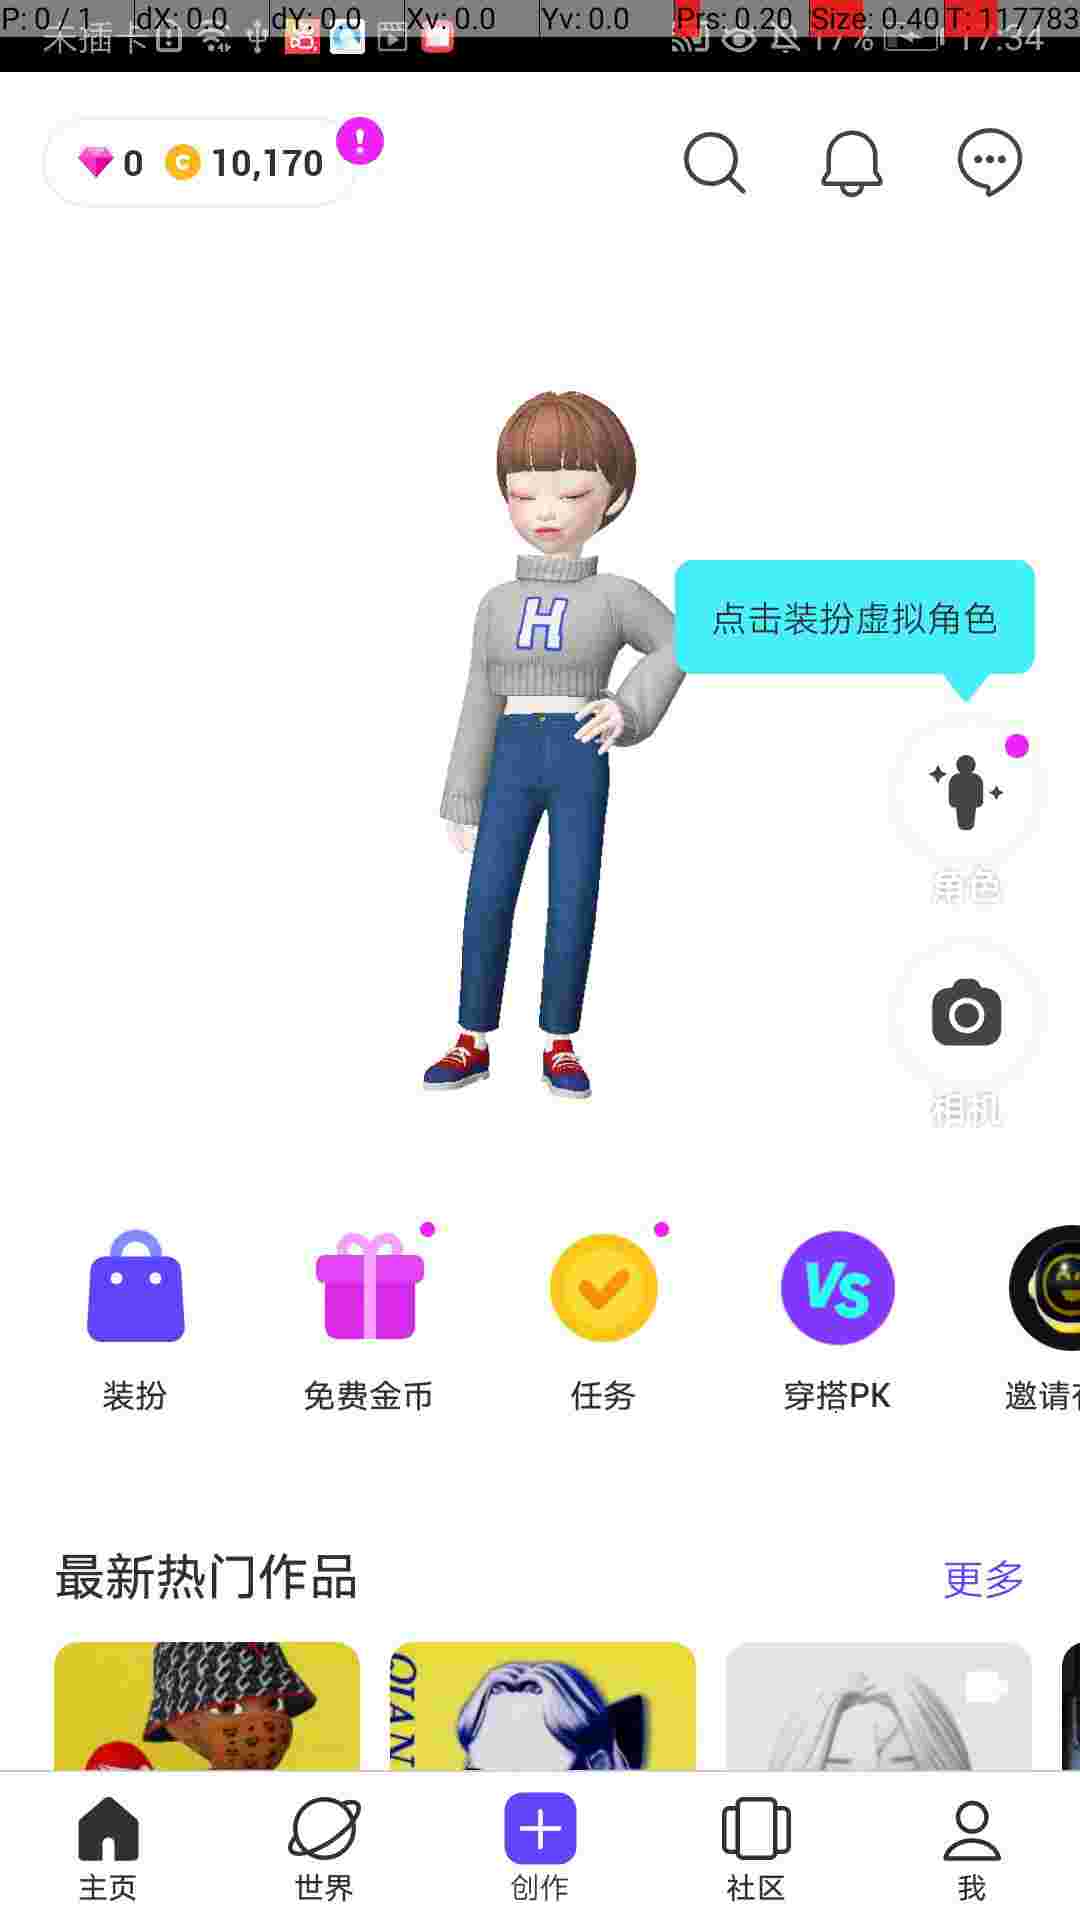 P: 0 / 1 dX: 0.0 dY: 0.0 Xv: 0.0 Yv: 0.0 Prs: 0.20 Size: 0.40 T: 117783
未插卡 17% 17:34
0 10,170
H
点击装扮虚拟角色
角色
相机
VS
装扮 免费金币 任务 穿搭PK 邀请
最新热门作品 更多
QIAN
主页 世界 创作 社区 我